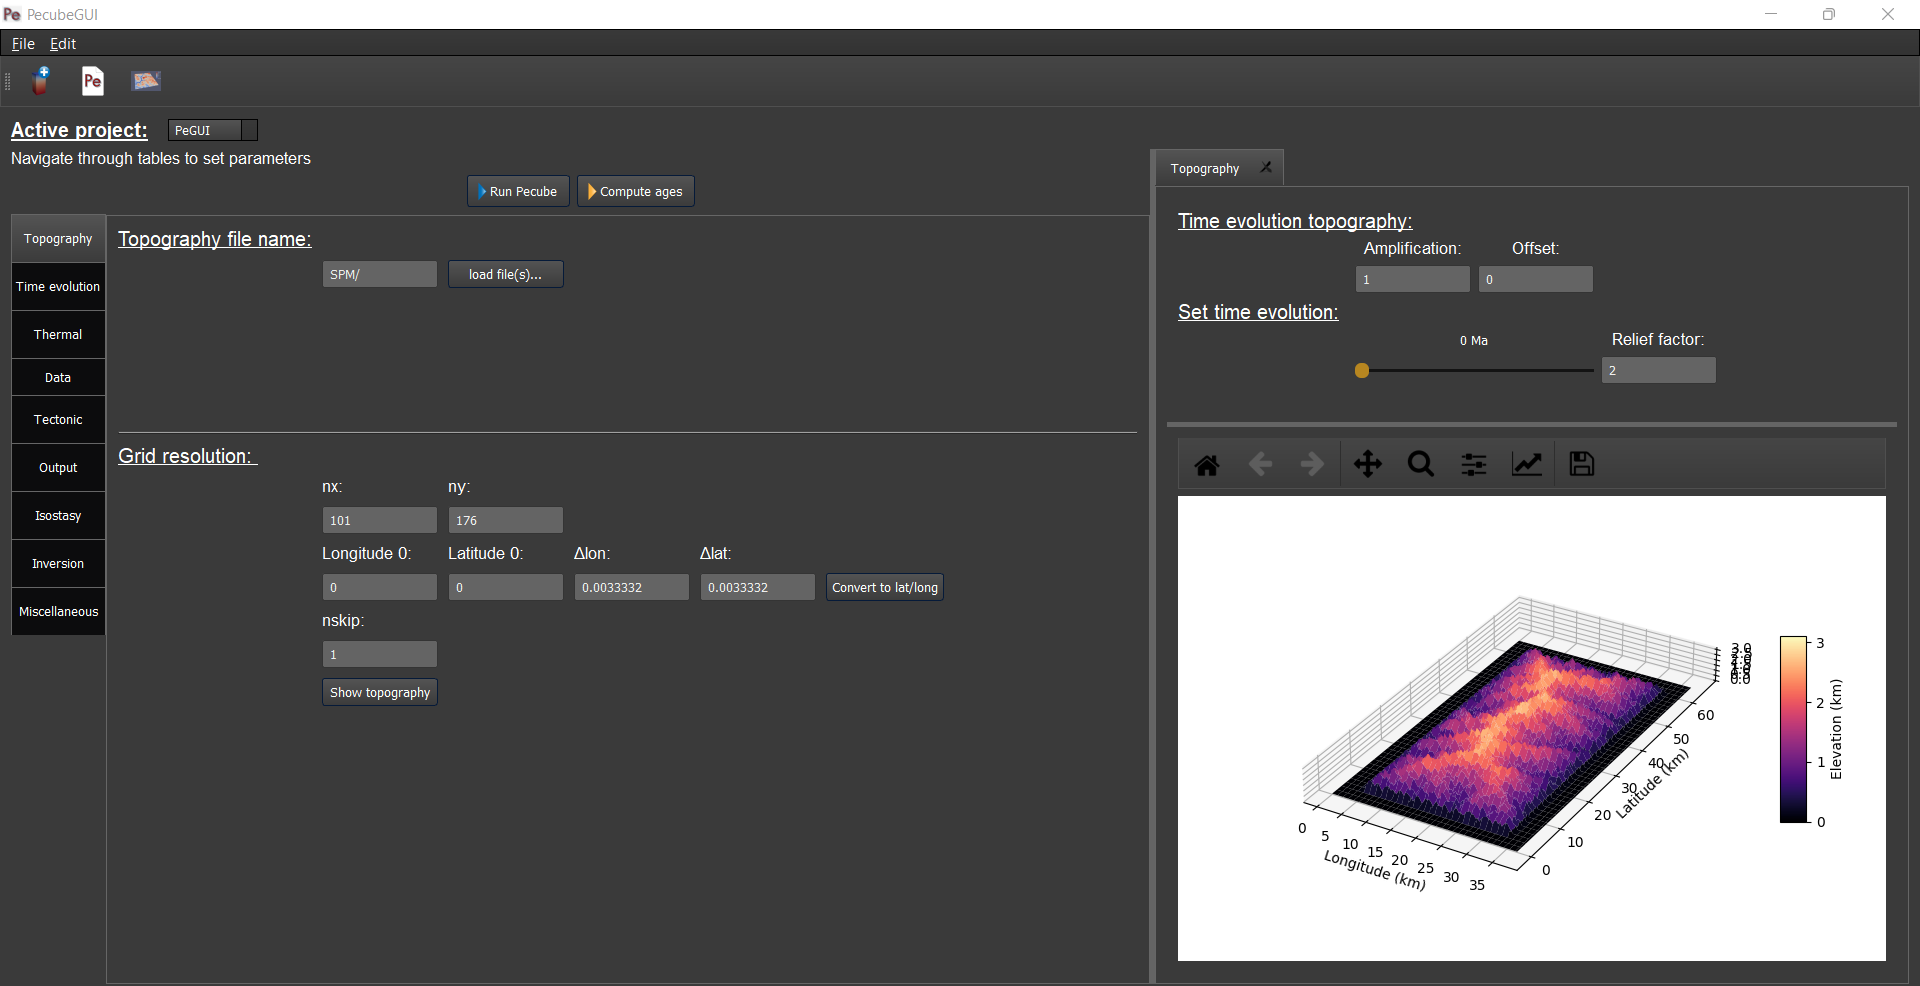 Pe PecubeGUI
File Edit
Pe
Active project: PeGUI
Navigate through tables to set parameters
Run Pecube Compute ages
Topography
Time evolution
Thermal
Data
Tectonic
Output
Isostasy
Inversion
Miscellaneous
Topography file name:
SPM/ load file(s)...
Grid resolution:
nx: ny:
101 176
Longitude 0: Latitude 0: Δlon: Δlat:
0 0 0.0033332 0.0033332 Convert to lat/long
nskip:
1
Show topography
Topography
Time evolution topography:
Amplification: Offset:
1 0
Set time evolution:
0 Ma Relief factor:
2
0 5 10 15 20 25 30 35
Longitude (km)
0 10 20 30 40 50 60
Latitude (km)
3.0
0.0
3
2
1
0
Elevation (km)